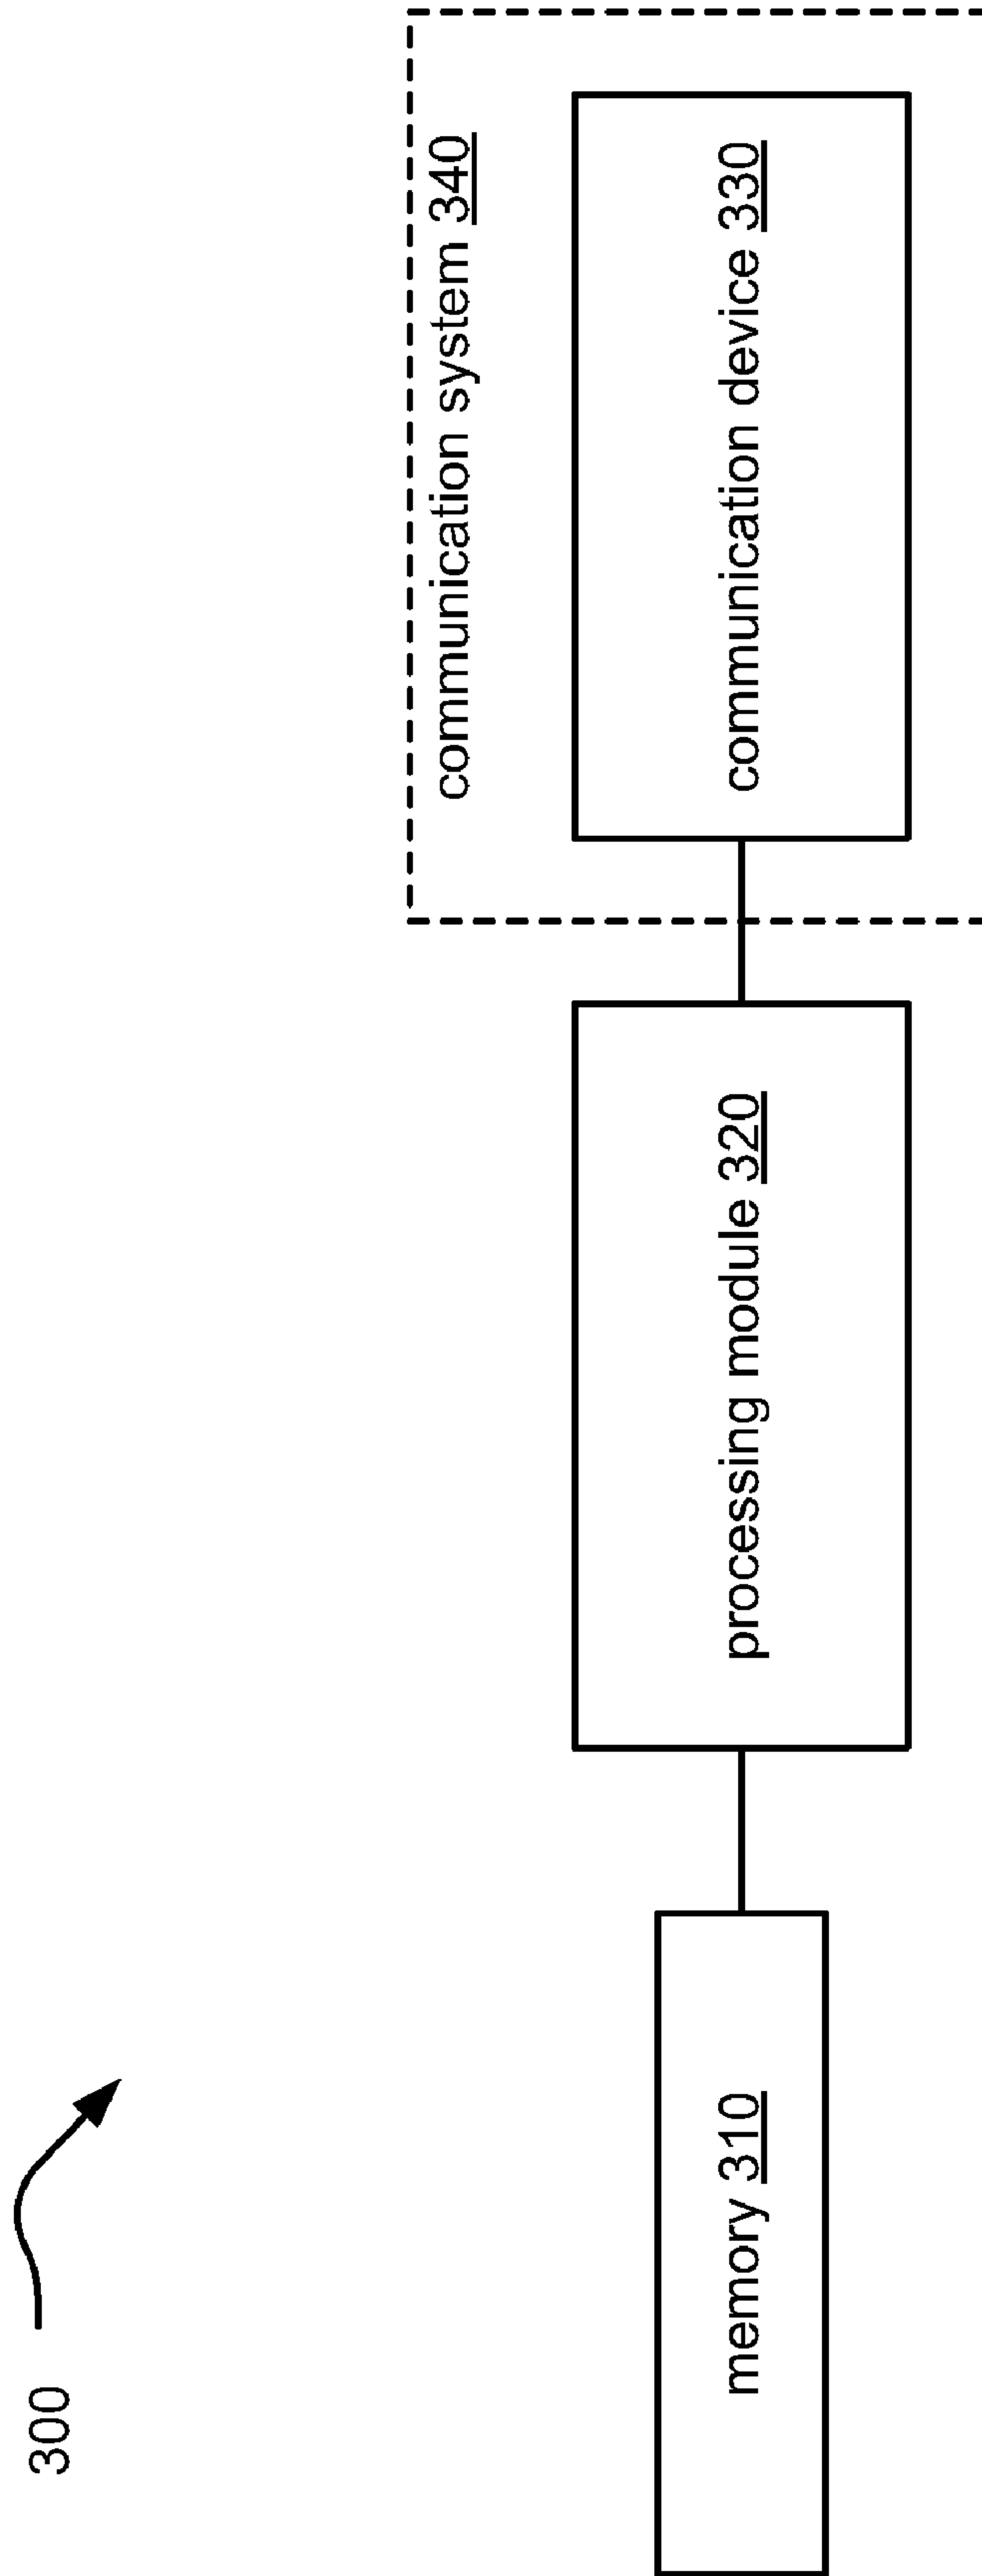 300
communication system 340
memory 310
processing module 320
communication device 330